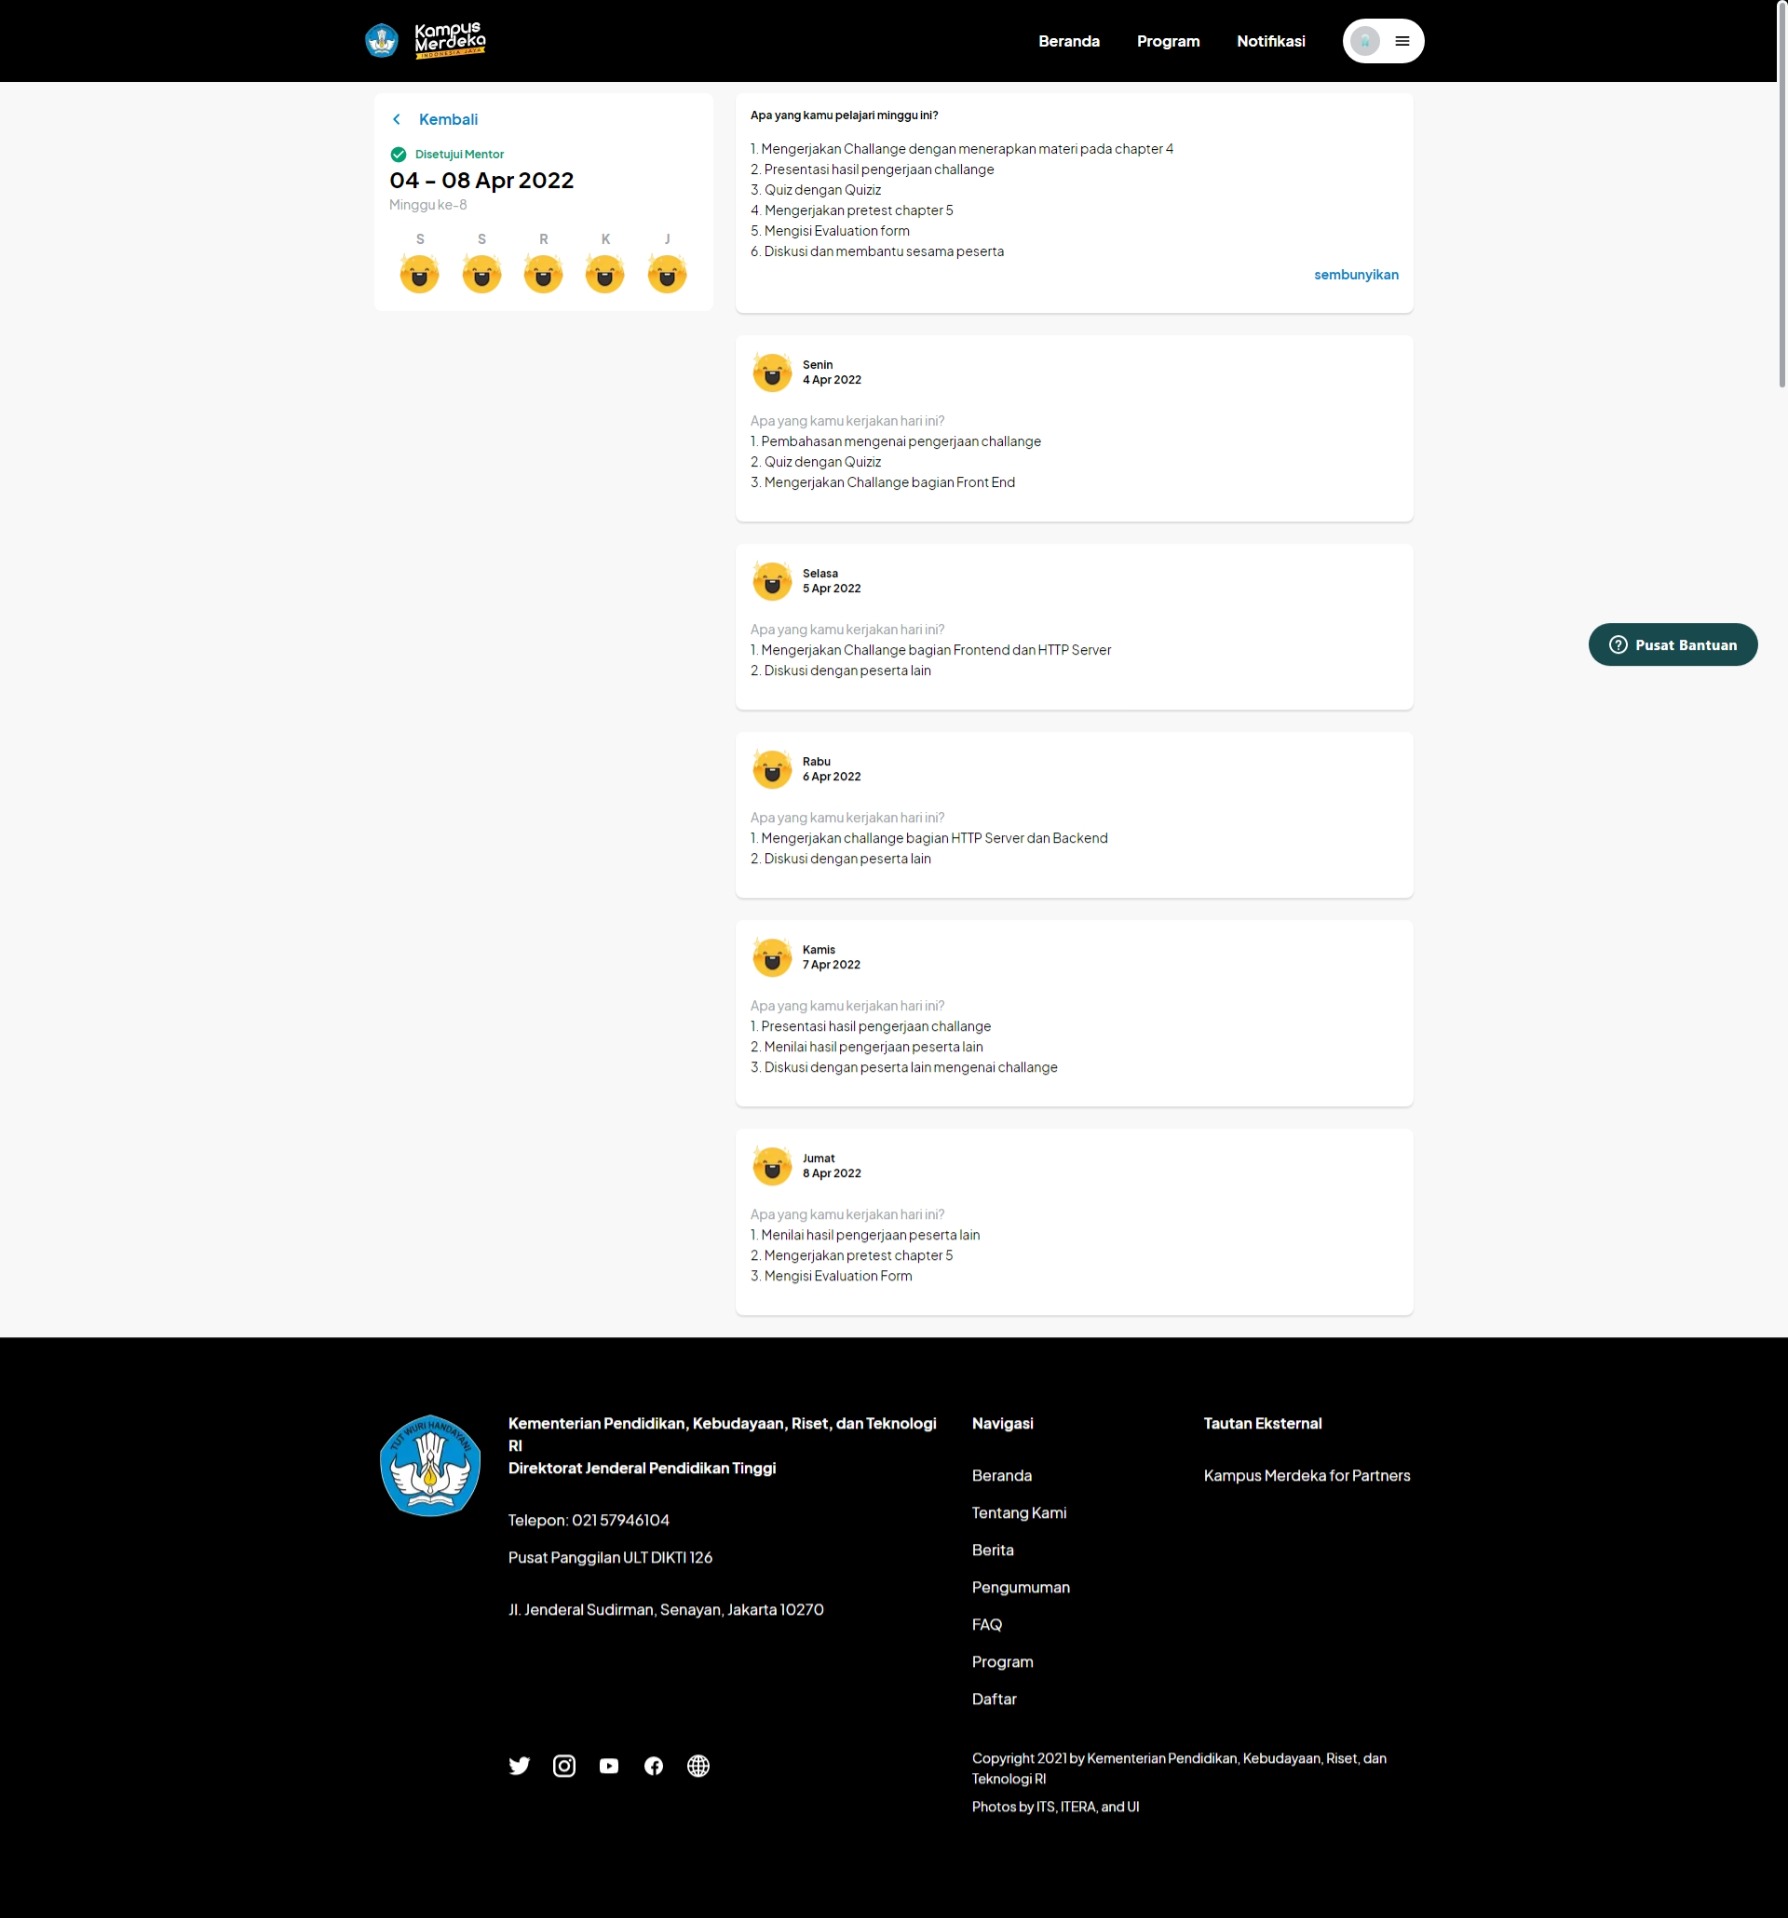 Kampus
Merdeka
INDONESIA JAYA
Beranda
Program
Notifikasi
Kembali
Disetujui Mentor
04 - 08 Apr 2022
Minggu ke-8
S S R K J
Apa yang kamu pelajari minggu ini?
1. Mengerjakan Challange dengan menerapkan materi pada chapter 4
2. Presentasi hasil pengerjaan challange
3. Quiz dengan Quiziz
4. Mengerjakan pretest chapter 5
5. Mengisi Evaluation form
6. Diskusi dan membantu sesama peserta
sembunyikan
Senin
4 Apr 2022
Apa yang kamu kerjakan hari ini?
1. Pembahasan mengenai pengerjaan challange
2. Quiz dengan Quiziz
3. Mengerjakan Challange bagian Front End
Selasa
5 Apr 2022
Apa yang kamu kerjakan hari ini?
1. Mengerjakan Challange bagian Frontend dan HTTP Server
2. Diskusi dengan peserta lain
Pusat Bantuan
Rabu
6 Apr 2022
Apa yang kamu kerjakan hari ini?
1. Mengerjakan challange bagian HTTP Server dan Backend
2. Diskusi dengan peserta lain
Kamis
7 Apr 2022
Apa yang kamu kerjakan hari ini?
1. Presentasi hasil pengerjaan challange
2. Menilai hasil pengerjaan peserta lain
3. Diskusi dengan peserta lain mengenai challange
Jumat
8 Apr 2022
Apa yang kamu kerjakan hari ini?
1. Menilai hasil pengerjaan peserta lain
2. Mengerjakan pretest chapter 5
3. Mengisi Evaluation Form
TUT WURI HANDAYANI
Kementerian Pendidikan, Kebudayaan, Riset, dan Teknologi
RI
Direktorat Jenderal Pendidikan Tinggi
Telepon: 021 57946104
Pusat Panggilan ULT DIKTI 126
Jl. Jenderal Sudirman, Senayan, Jakarta 10270
Navigasi
Beranda
Tentang Kami
Berita
Pengumuman
FAQ
Program
Daftar
Tautan Eksternal
Kampus Merdeka for Partners
Copyright 2021 by Kementerian Pendidikan, Kebudayaan, Riset, dan
Teknologi RI
Photos by ITS, ITERA, and UI